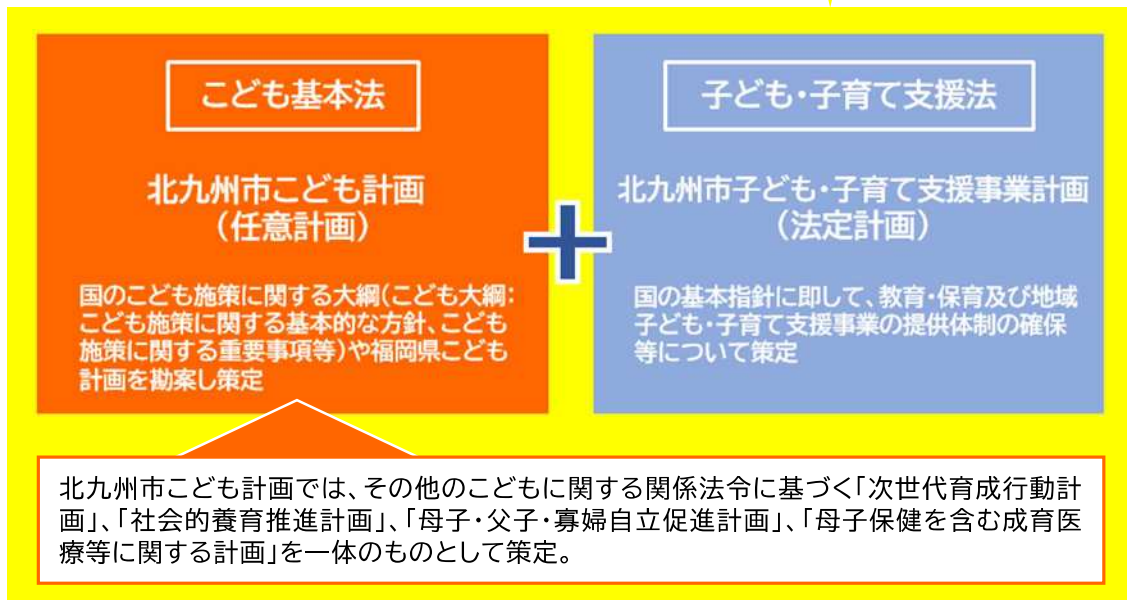 こども基本法
北九州市こども計画
（任意計画）
国のこども施策に関する大綱（こども大綱：
こども施策に関する基本的な方針、こども
施策に関する重要事項等）や福岡県こども
計画を勘案し策定
子ども・子育て支援法
北九州市子ども・子育て支援事業計画
（法定計画）
国の基本指針に即して、教育・保育及び地域
子ども・子育て支援事業の提供体制の確保
等について策定
北九州市こども計画では、その他のこどもに関する関係法令に基づく「次世代育成行動計
画」、「社会的養育推進計画」、「母子・父子・寡婦自立促進計画」、「母子保健を含む成育医
療等に関する計画」を一体のものとして策定。